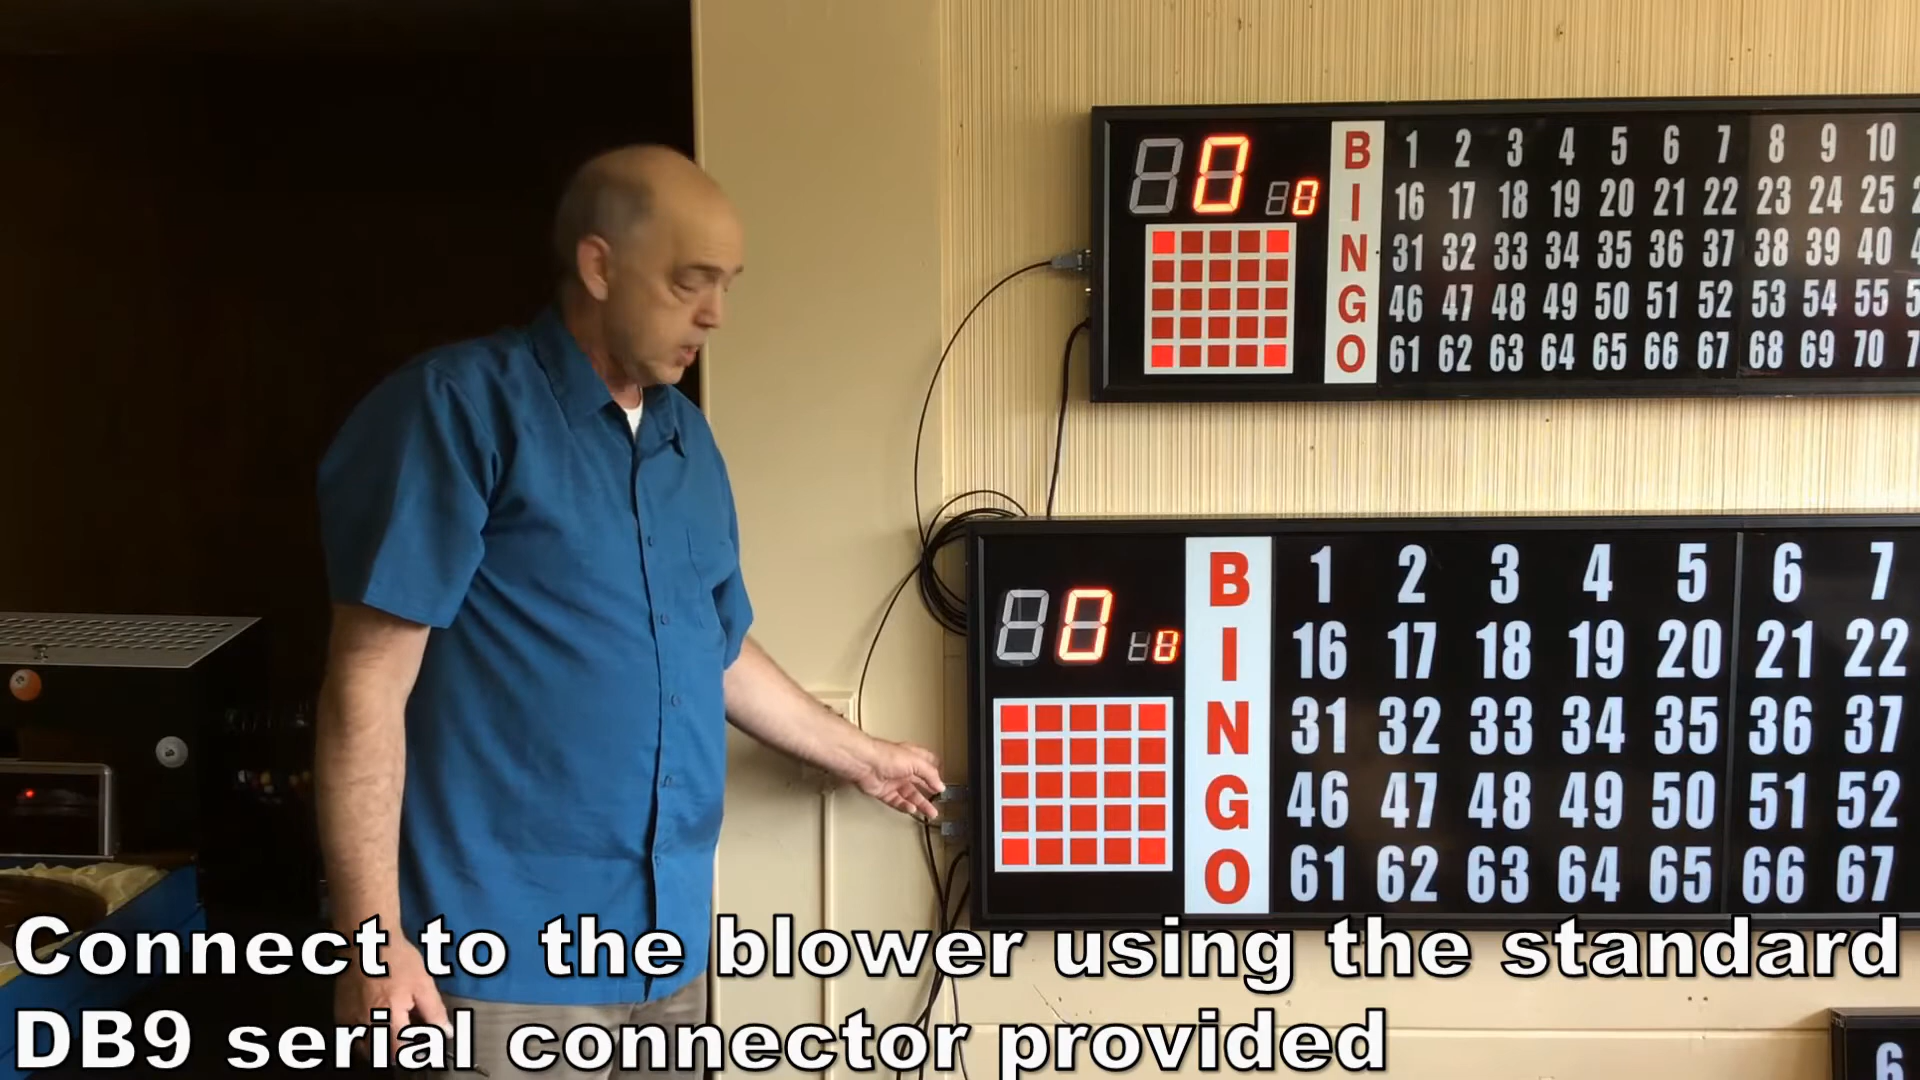 B 1 2 3 4 5 6 7 8 9 10
I 16 17 18 19 20 21 22 23 24 25
N 31 32 33 34 35 36 37 38 39 40
G 46 47 48 49 50 51 52 53 54 55
O 61 62 63 64 65 66 67 68 69 70
0 0
B 1 2 3 4 5 6 7
I 16 17 18 19 20 21 22
N 31 32 33 34 35 36 37
G 46 47 48 49 50 51 52
O 61 62 63 64 65 66 67
0 0
6
Connect to the blower using the standard
DB9 serial connector provided